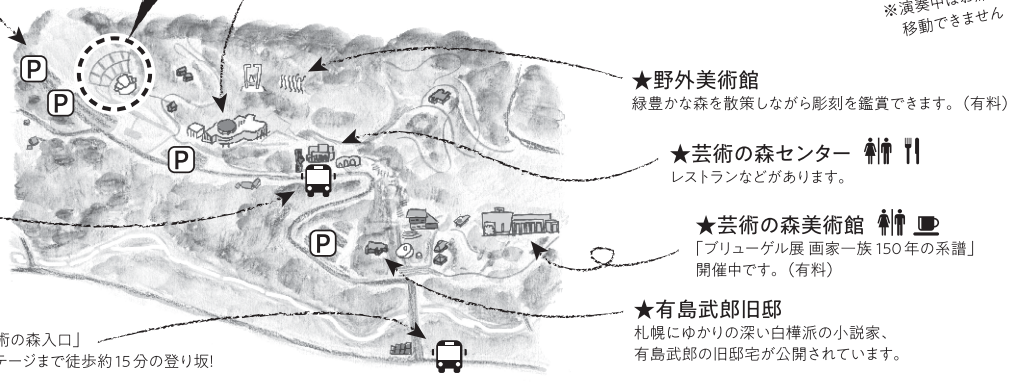 ※演奏中は
移動できません
P
P
P
P
★野外美術館
緑豊かな森を散策しながら彫刻を鑑賞できます。（有料）
★芸術の森センター
レストランなどがあります。
★芸術の森美術館
「ブリューゲル展 画家一族 150 年の系譜」
開催中です。（有料）
★有島武郎旧邸
札幌にゆかりの深い白樺派の小説家、
有島武郎の旧邸宅が公開されています。
術の森入口」
テージまで徒歩約15分の登り坂!